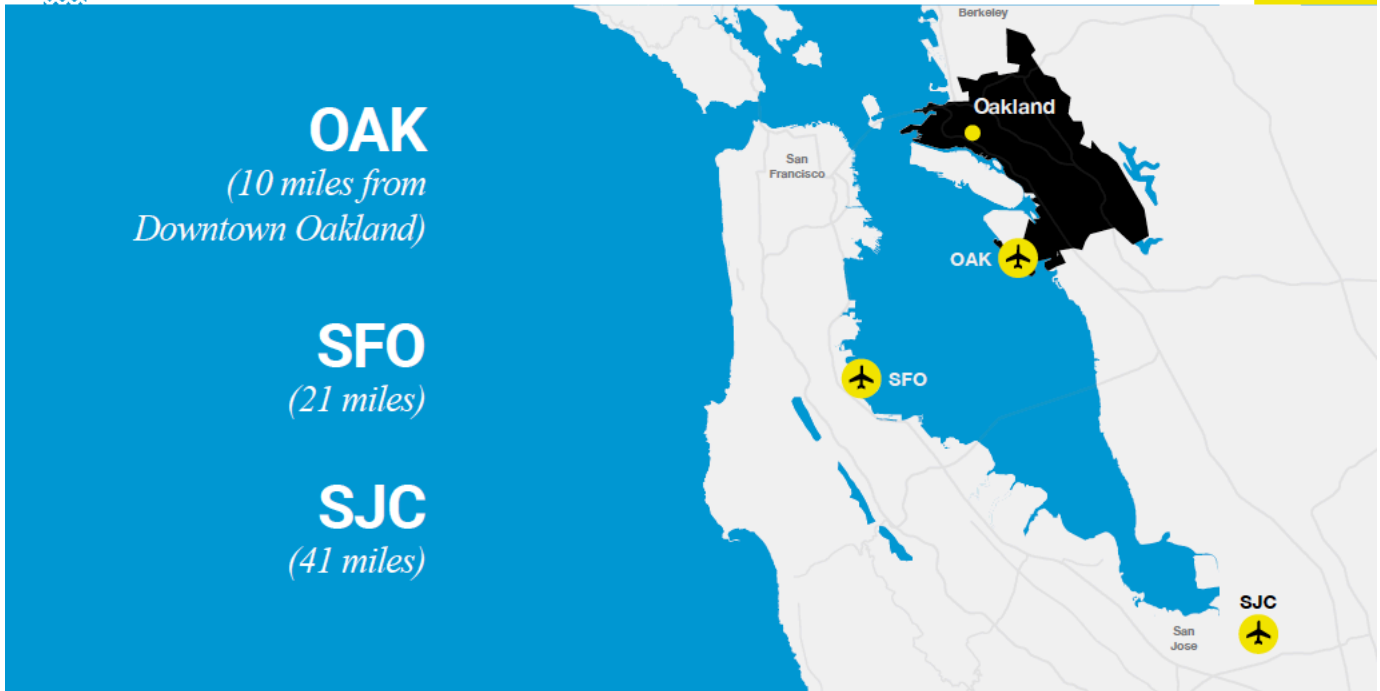 OAK
(10 miles from
Downtown Oakland)
SFO
(21 miles)
SJC
(41 miles)
Berkeley
Oakland
San
Francisco
OAK
SFO
SJC
San
Jose